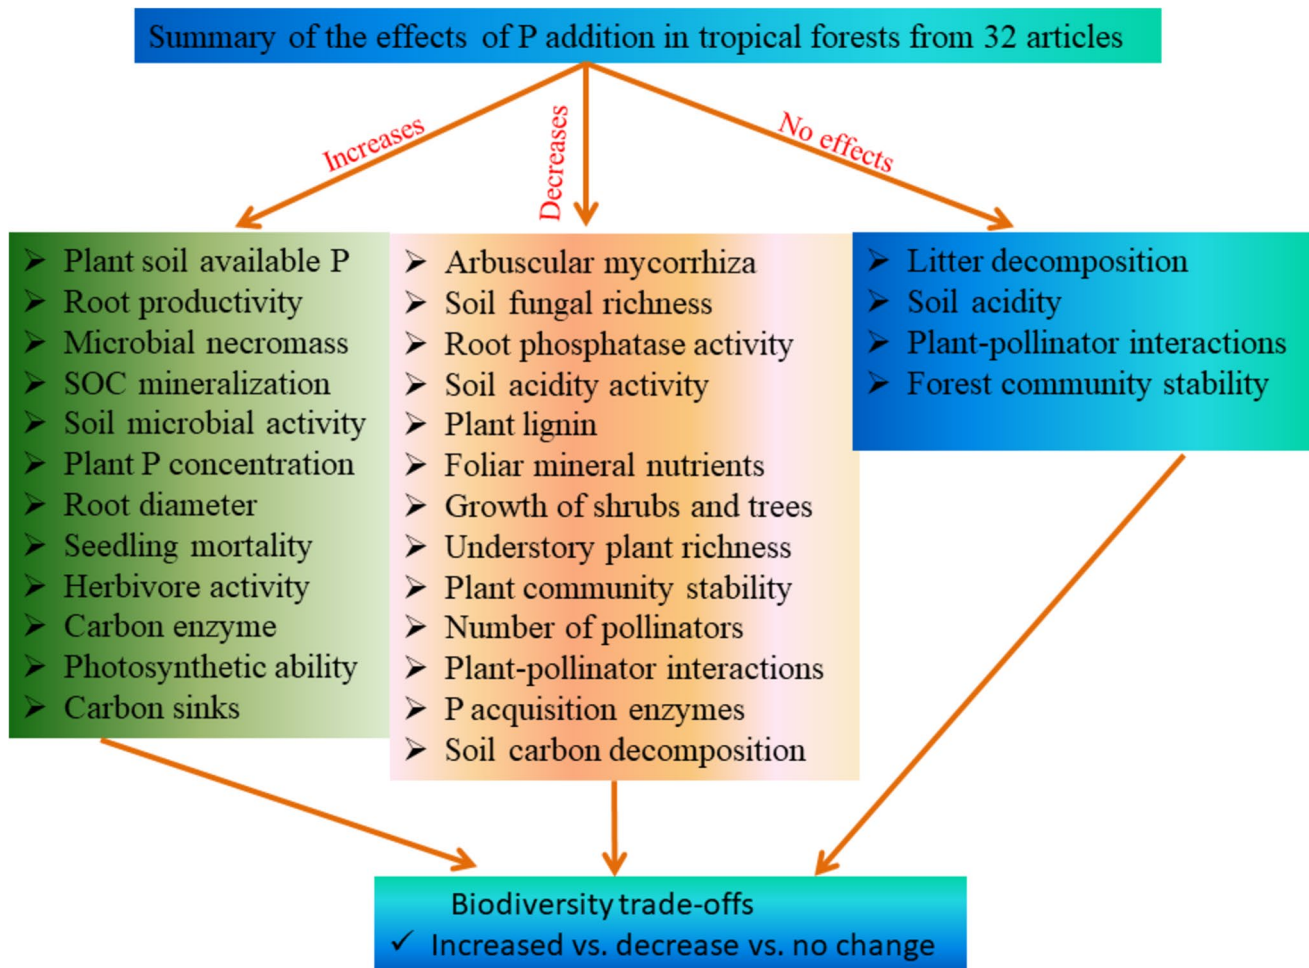 Summary of the effects of P addition in tropical forests from 32 articles
Increases
Decreases
No effects
➢ Plant soil available P
➢ Root productivity
➢ Microbial necromass
➢ SOC mineralization
➢ Soil microbial activity
➢ Plant P concentration
➢ Root diameter
➢ Seedling mortality
➢ Herbivore activity
➢ Carbon enzyme
➢ Photosynthetic ability
➢ Carbon sinks
➢ Arbuscular mycorrhiza
➢ Soil fungal richness
➢ Root phosphatase activity
➢ Soil acidity activity
➢ Plant lignin
➢ Foliar mineral nutrients
➢ Growth of shrubs and trees
➢ Understory plant richness
➢ Plant community stability
➢ Number of pollinators
➢ Plant-pollinator interactions
➢ P acquisition enzymes
➢ Soil carbon decomposition
➢ Litter decomposition
➢ Soil acidity
➢ Plant-pollinator interactions
➢ Forest community stability
Biodiversity trade-offs
✓ Increased vs. decrease vs. no change